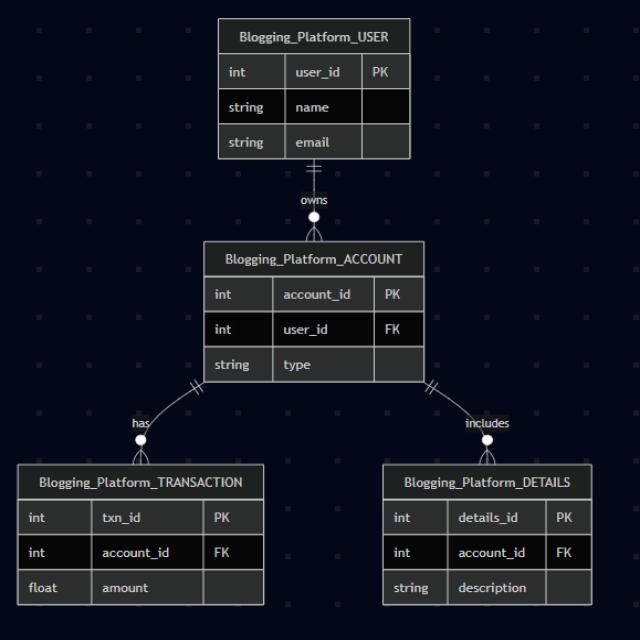 Blogging_Platform_USER
int user_id PK
string name
string email
owns
Blogging_Platform_ACCOUNT
int account_id PK
int user_id FK
string type
has includes
Blogging_Platform_TRANSACTION
int txn_id PK
int account_id FK
float amount
Blogging_Platform_DETAILS
int details_id PK
int account_id FK
string description